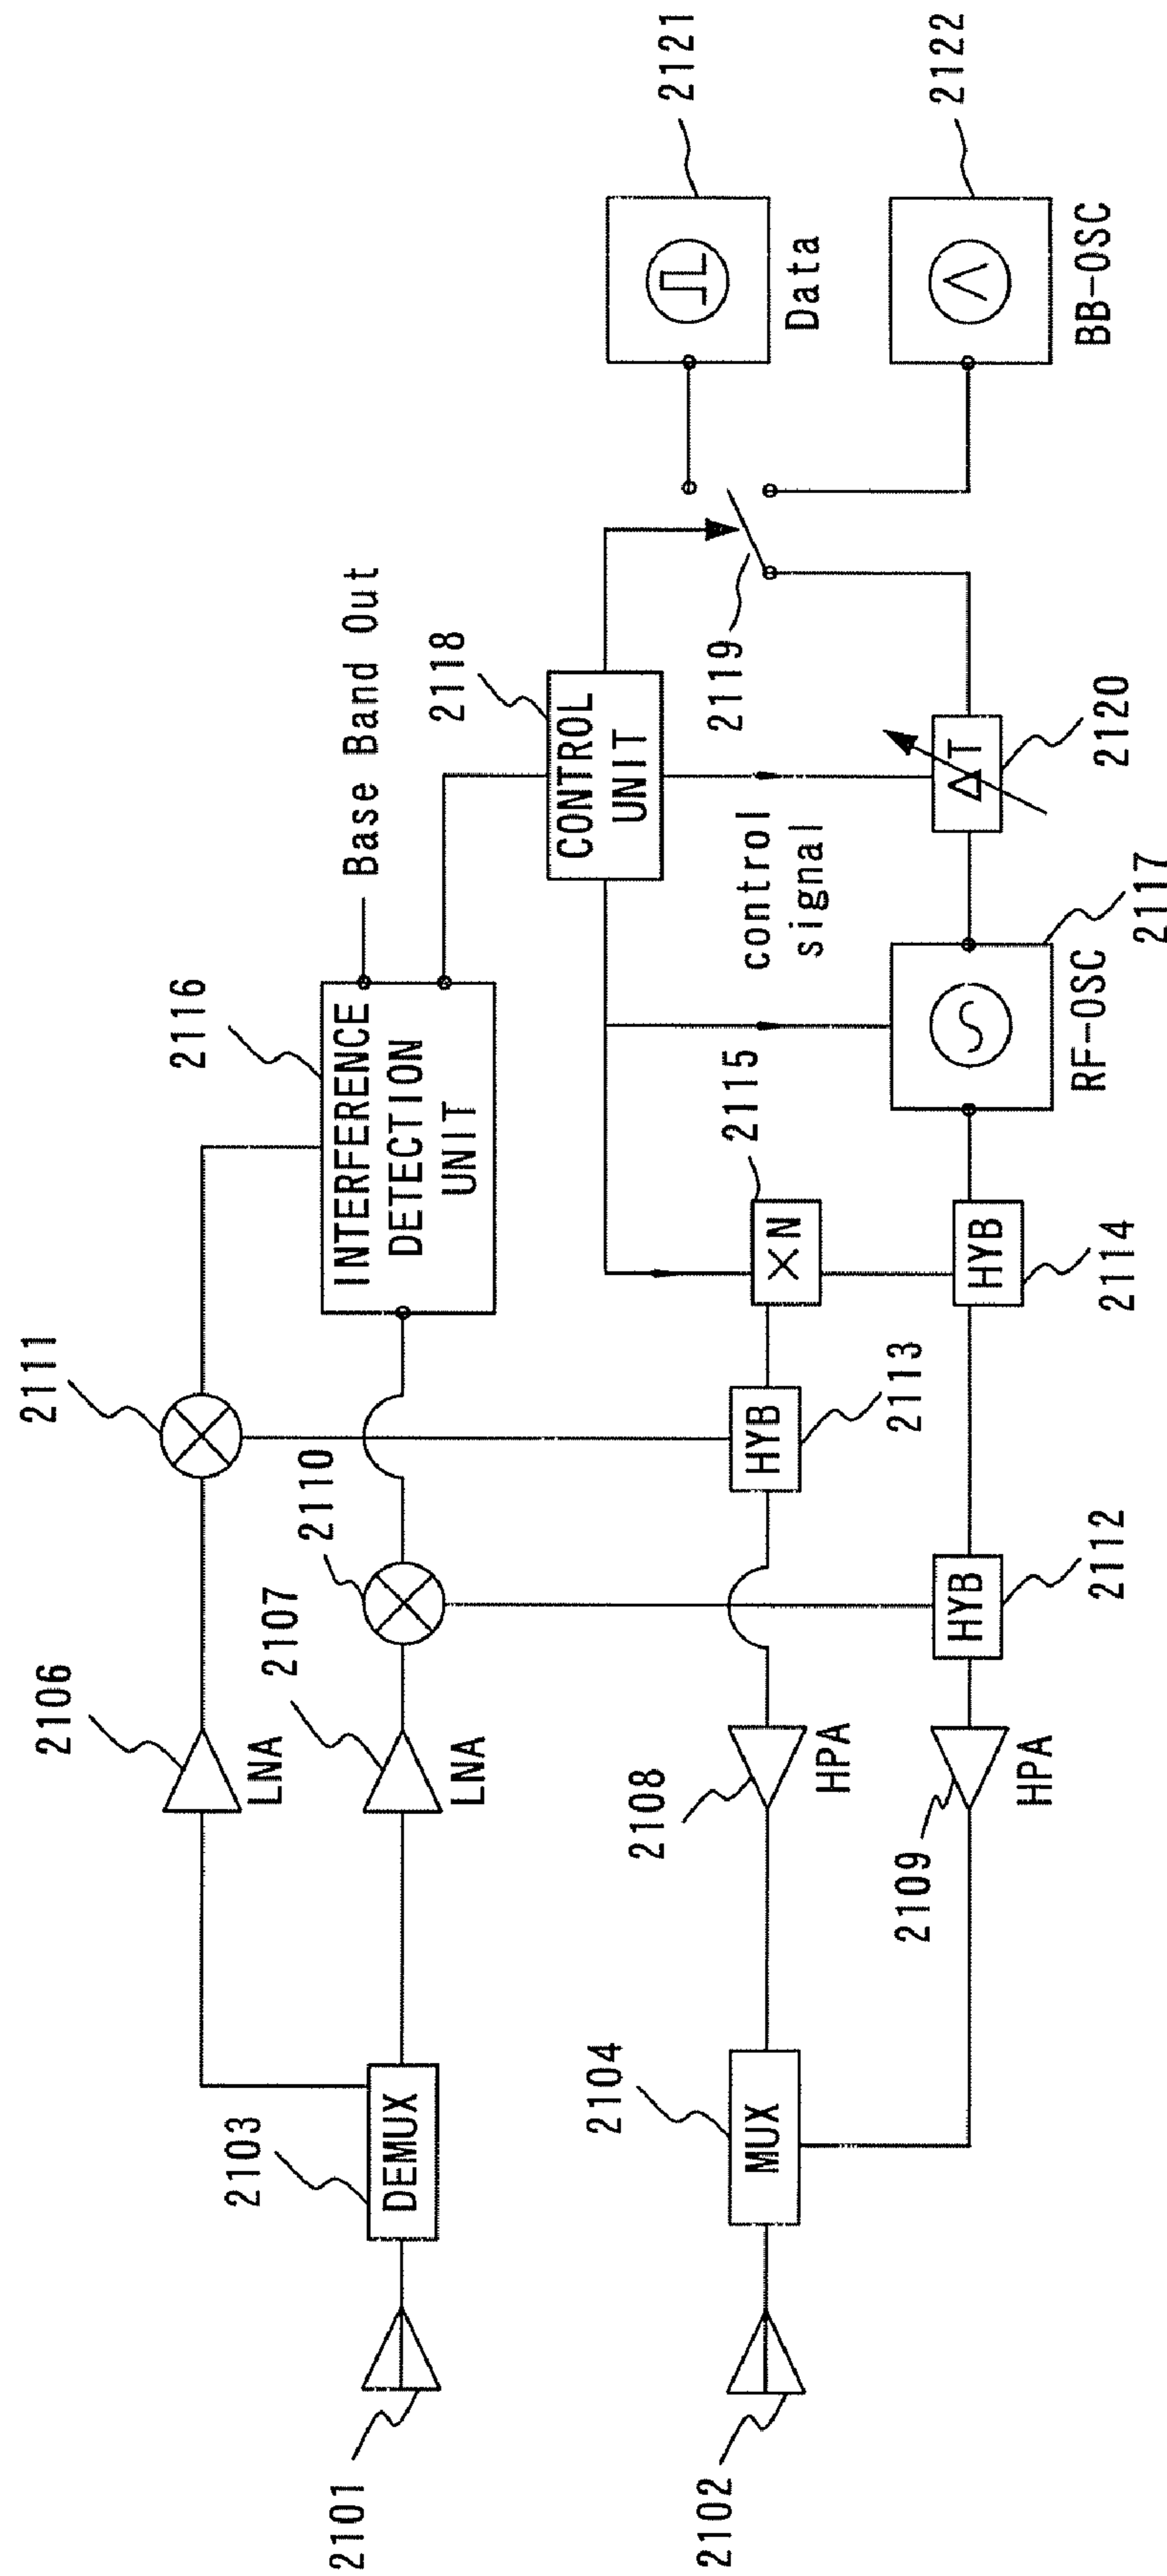 2111
2116
Base Band Out
2106
LNA
INTERFERENCE
DETECTION
UNIT
2118
2121
2103
2107
LNA
2110
CONTROL
UNIT
Data
DEMUX
2101
2119
control
signal
2122
2104
2108
HPA
HYB
2113
2115
×N
MUX
2102
2109
HPA
HYB
2112
HYB
2114
RF-OSC
2117
ΔT
2120
BB-OSC